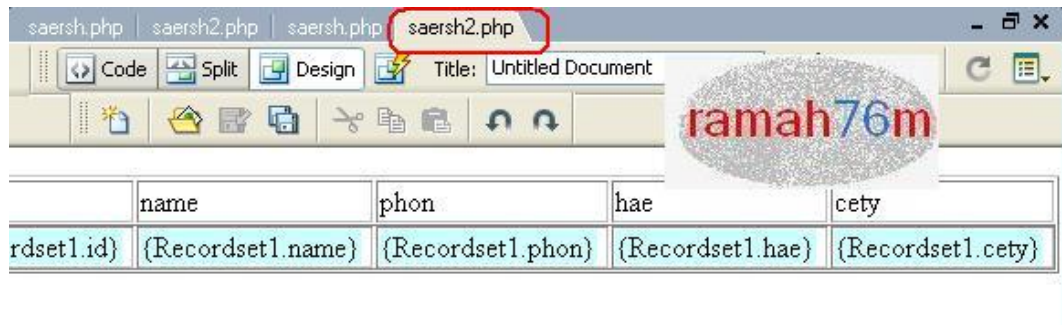 saersh.php saersh2.php saersh.php saersh2.php
Code Split Design Title: Untitled Document
ramah76m
name phon hae cety
rdset1.id} {Recordset1.name} {Recordset1.phon} {Recordset1.hae} {Recordset1.cety}